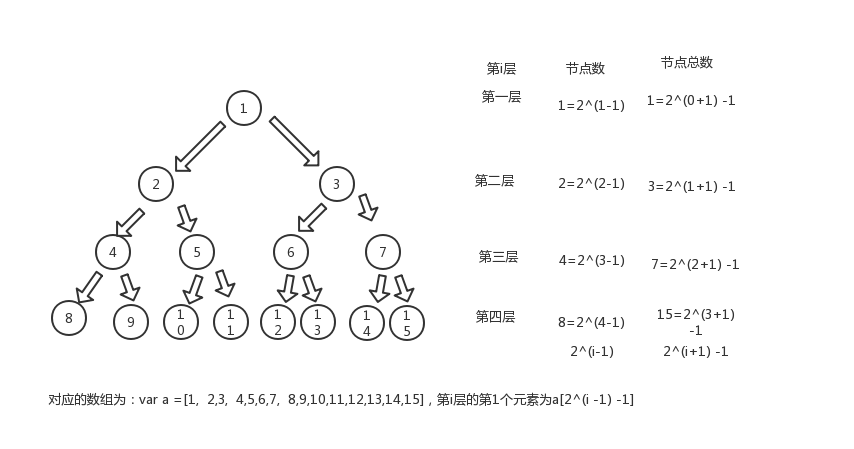 第i层 节点数 节点总数
第一层 1=2^(1-1) 1=2^(0+1) -1
1
第二层 2=2^(2-1) 3=2^(1+1) -1
2 3
第三层 4=2^(3-1) 7=2^(2+1) -1
4 5 6 7
第四层 8=2^(4-1) 15=2^(3+1)
-1
8 9 10 11 12 13 14 15
2^(i-1) 2^(i+1) -1
对应的数组为：var a =[1, 2,3, 4,5,6,7, 8,9,10,11,12,13,14,15]，第i层的第1个元素为a[2^(i -1) -1]